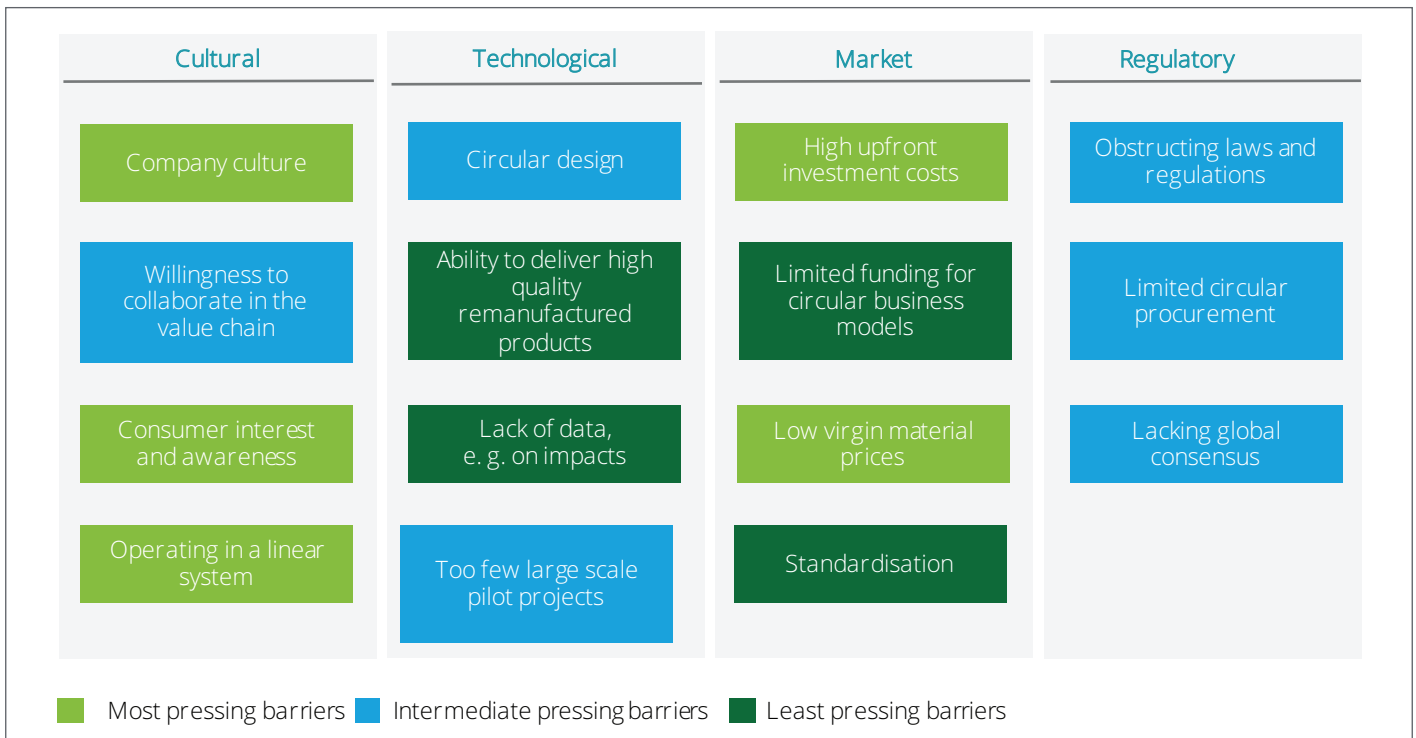 Cultural
Company culture
Willingness to
collaborate in the
value chain
Consumer interest
and awareness
Operating in a linear
system
Technological
Circular design
Ability to deliver high
quality
remanufactured
products
Lack of data,
e. g. on impacts
Too few large scale
pilot projects
Market
High upfront
investment costs
Limited funding for
circular business
models
Low virgin material
prices
Standardisation
Regulatory
Obstructing laws and
regulations
Limited circular
procurement
Lacking global
consensus
Most pressing barriers
Intermediate pressing barriers
Least pressing barriers